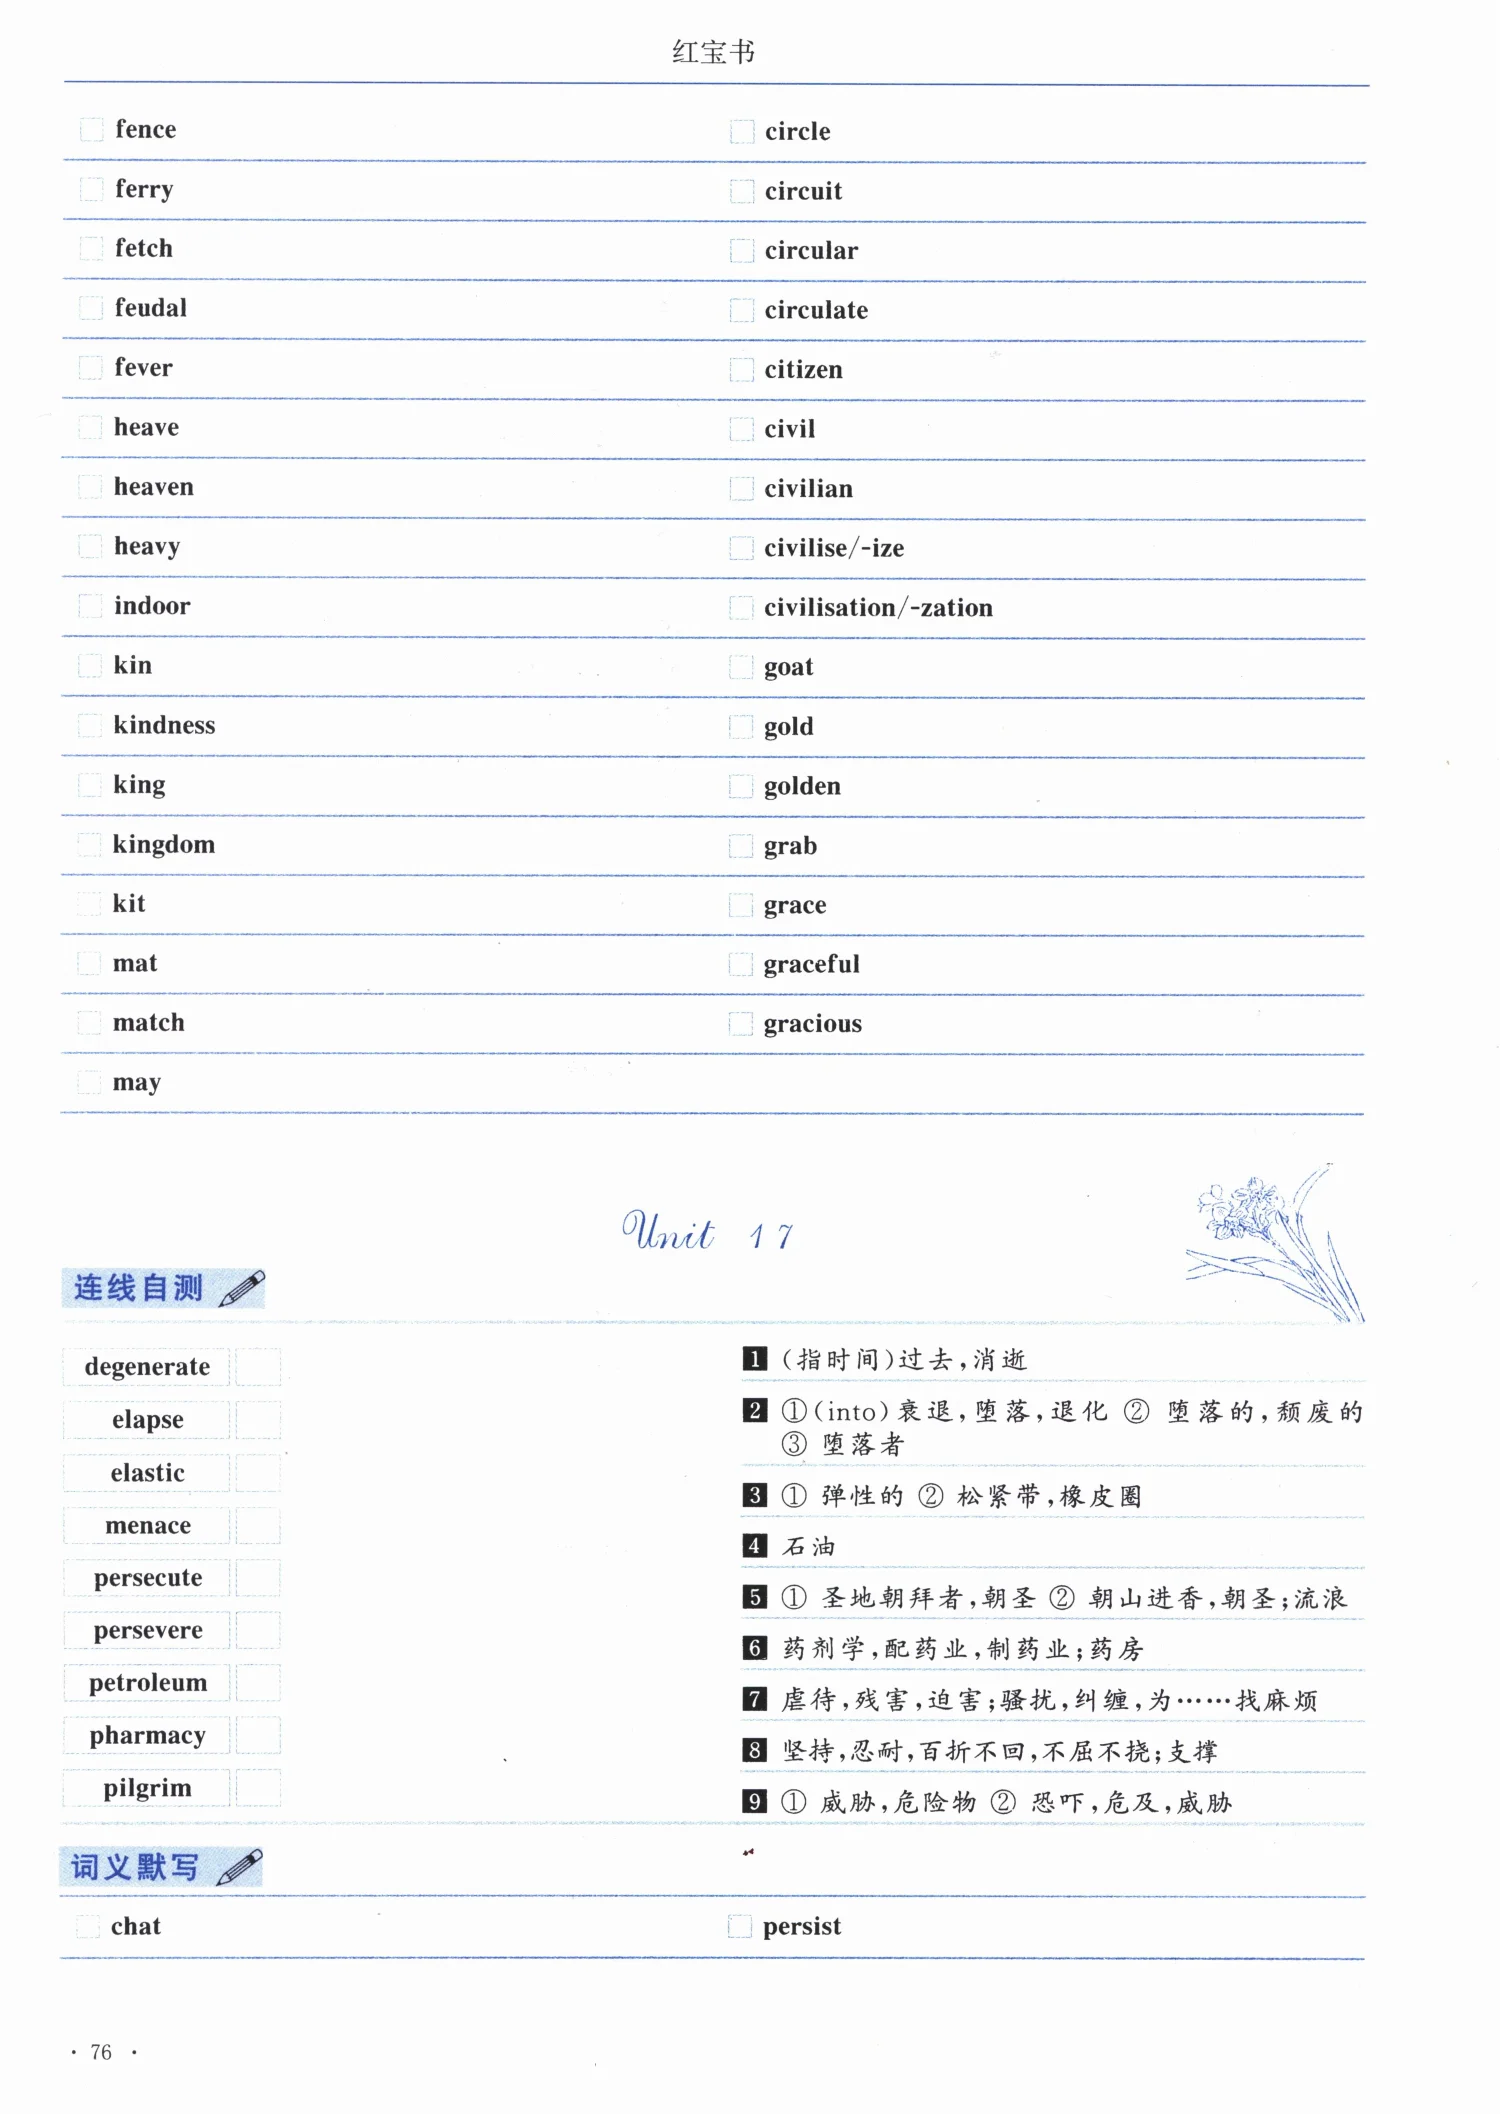 红宝书
fence
circle
ferry
circuit
fetch
circular
feudal
circulate
fever
citizen
heave
civil
heaven
civilian
heavy
civilise/-ize
indoor
civilisation/-zation
kin
goat
kindness
gold
king
golden
kingdom
grab
kit
grace
mat
graceful
match
gracious
may
Unit 17
连线自测
degenerate
elapse
elastic
menace
persecute
persevere
petroleum
pharmacy
pilgrim
1 (指时间)过去,消逝
2 ①(into)衰退,堕落,退化 ② 堕落的,颓废的
③ 堕落者
3 ① 弹性的 ② 松紧带,橡皮圈
4 石油
5 ① 圣地朝拜者,朝圣 ② 朝山进香,朝圣;流浪
6 药剂学,配药业,制药业;药房
7 虐待,残害,迫害;骚扰,纠缠,为……找麻烦
8 坚持,忍耐,百折不回,不屈不挠;支撑
9 ① 威胁,危险物 ② 恐吓,危及,威胁
词义默写
chat
persist
· 76 ·